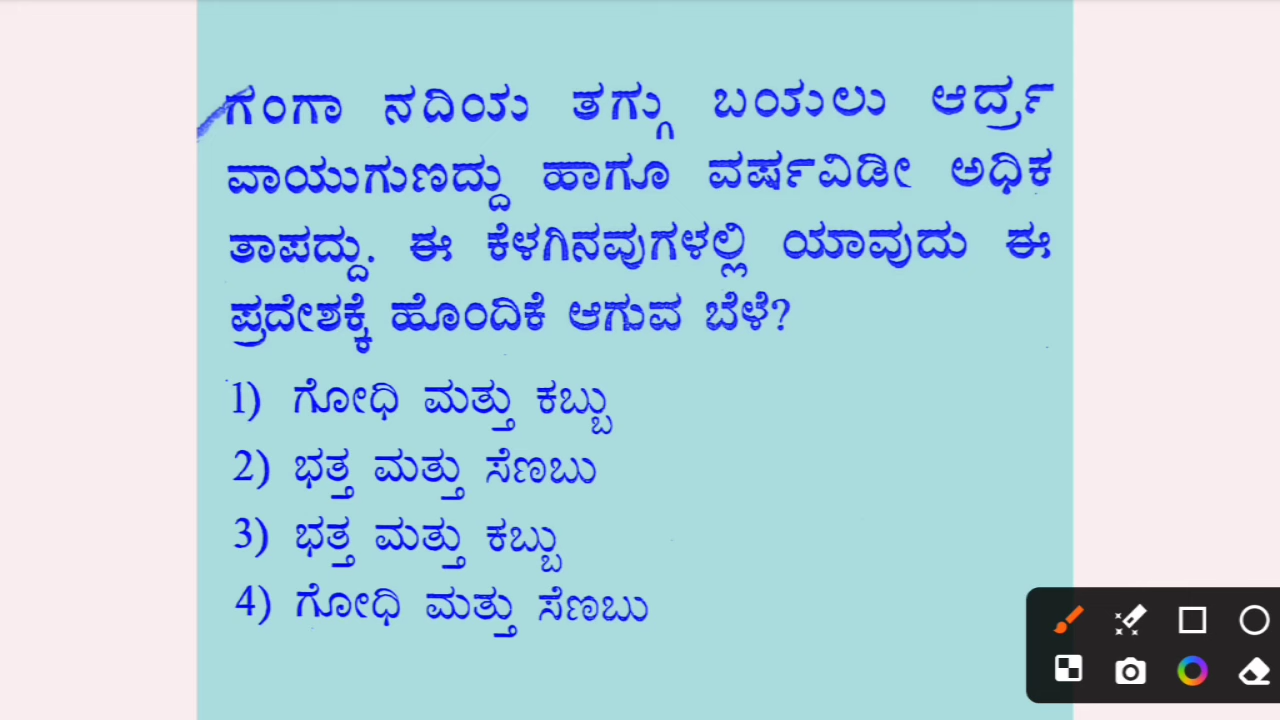 ಗಂಗಾ ನದಿಯ ತಗ್ಗು ಬಯಲು ಆರ್ದ್ರ
ವಾಯುಗುಣದ್ದು ಹಾಗೂ ವರ್ಷವಿಡೀ ಅಧಿಕ
ತಾಪದ್ದು. ಈ ಕೆಳಗಿನವುಗಳಲ್ಲಿ ಯಾವುದು ಈ
ಪ್ರದೇಶಕ್ಕೆ ಹೊಂದಿಕೆ ಆಗುವ ಬೆಳೆ?
1) ಗೋಧಿ ಮತ್ತು ಕಬ್ಬು
2) ಭತ್ತ ಮತ್ತು ಸೆಣಬು
3) ಭತ್ತ ಮತ್ತು ಕಬ್ಬು
4) ಗೋಧಿ ಮತ್ತು ಸೆಣಬು